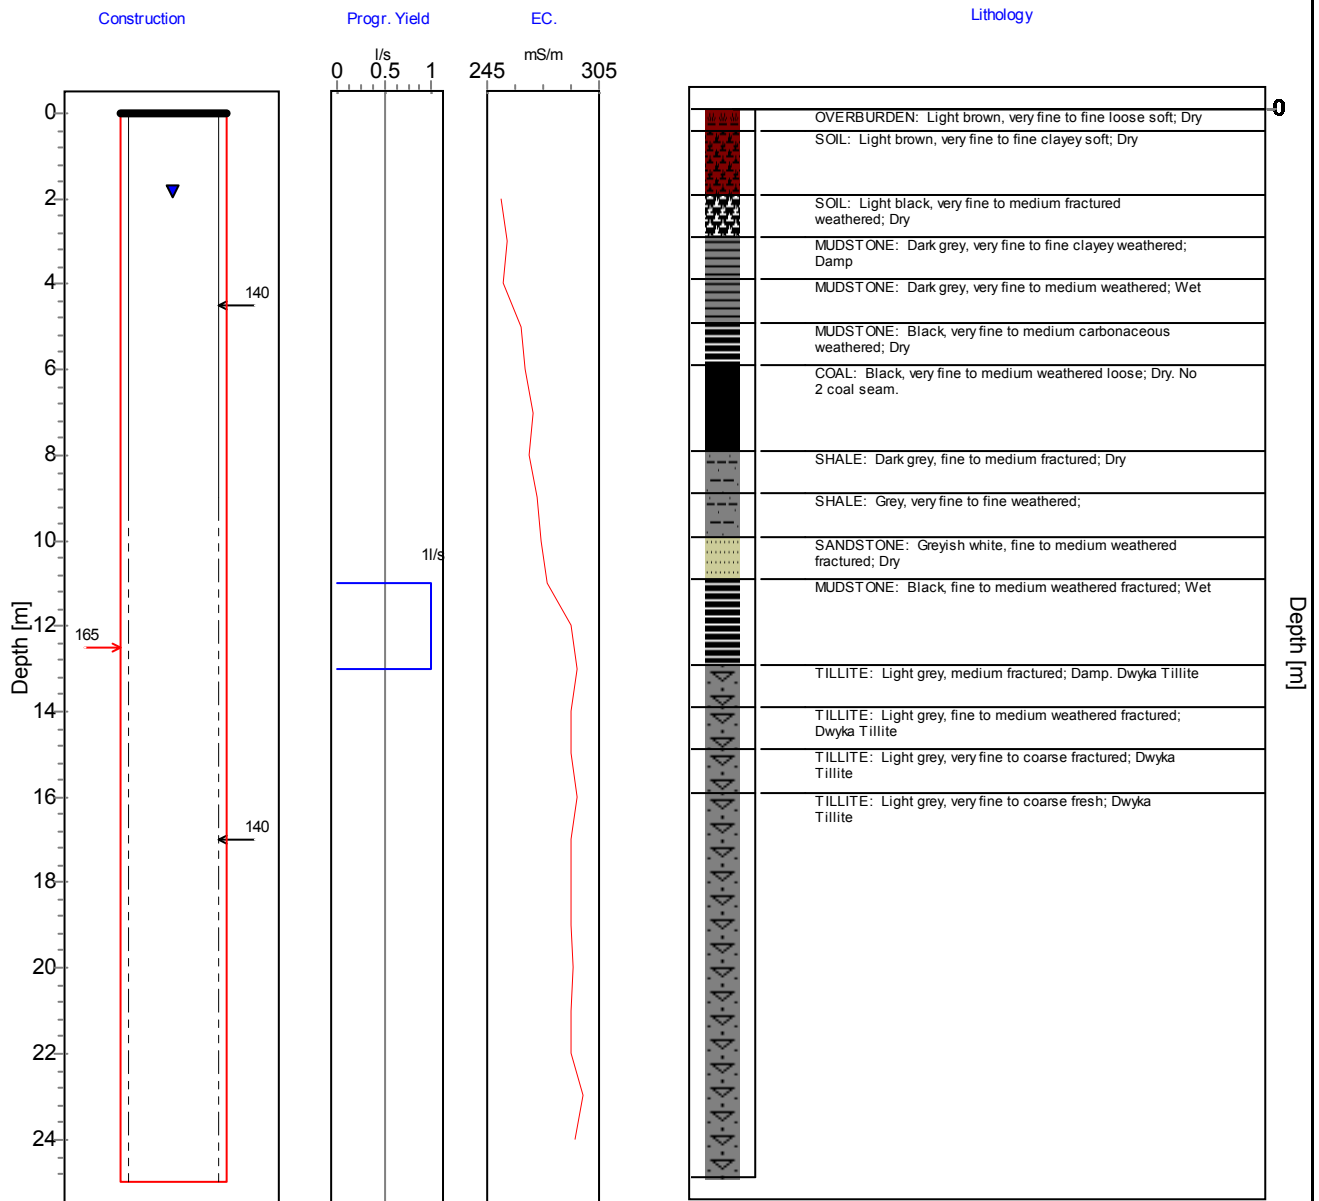 Construction
Progr. Yield
EC.
Lithology
l/s
mS/m
0 0.5 1
245 305
0
2
4
6
8
10
12
14
16
18
20
22
24
Depth [m]
140
165
140
1l/s
OVERBURDEN: Light brown, very fine to fine loose soft; Dry
SOIL: Light brown, very fine to fine clayey soft; Dry
SOIL: Light black, very fine to medium fractured
weathered; Dry
MUDSTONE: Dark grey, very fine to fine clayey weathered;
Damp
MUDSTONE: Dark grey, very fine to medium weathered; Wet
MUDSTONE: Black, very fine to medium carbonaceous
weathered; Dry
COAL: Black, very fine to medium weathered loose; Dry. No
2 coal seam.
SHALE: Dark grey, fine to medium fractured; Dry
SHALE: Grey, very fine to fine weathered;
SANDSTONE: Greyish white, fine to medium weathered
fractured; Dry
MUDSTONE: Black, fine to medium weathered fractured; Wet
TILLITE: Light grey, medium fractured; Damp. Dwyka Tillite
TILLITE: Light grey, fine to medium weathered fractured;
Dwyka Tillite
TILLITE: Light grey, very fine to coarse fractured; Dwyka
Tillite
TILLITE: Light grey, very fine to coarse fresh; Dwyka
Tillite
0
Depth [m]